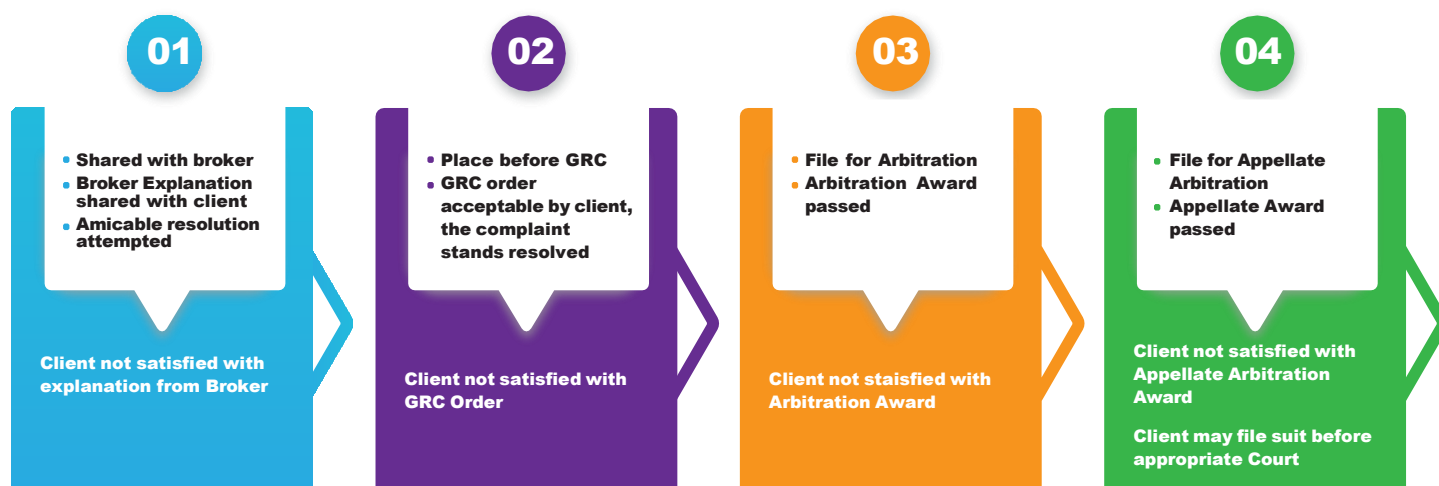 01
Shared with broker
Broker Explanation
shared with client
Amicable resolution
attempted
Client not satisfied with
explanation from Broker
02
Place before GRC
GRC order
acceptable by client,
the complaint
stands resolved
Client not satisfied with
GRC Order
03
File for Arbitration
Arbitration Award
passed
Client not staisfied with
Arbitration Award
04
File for Appellate
Arbitration
Appellate Award
passed
Client not satisfied with
Appellate Arbitration
Award
Client may file suit before
appropriate Court